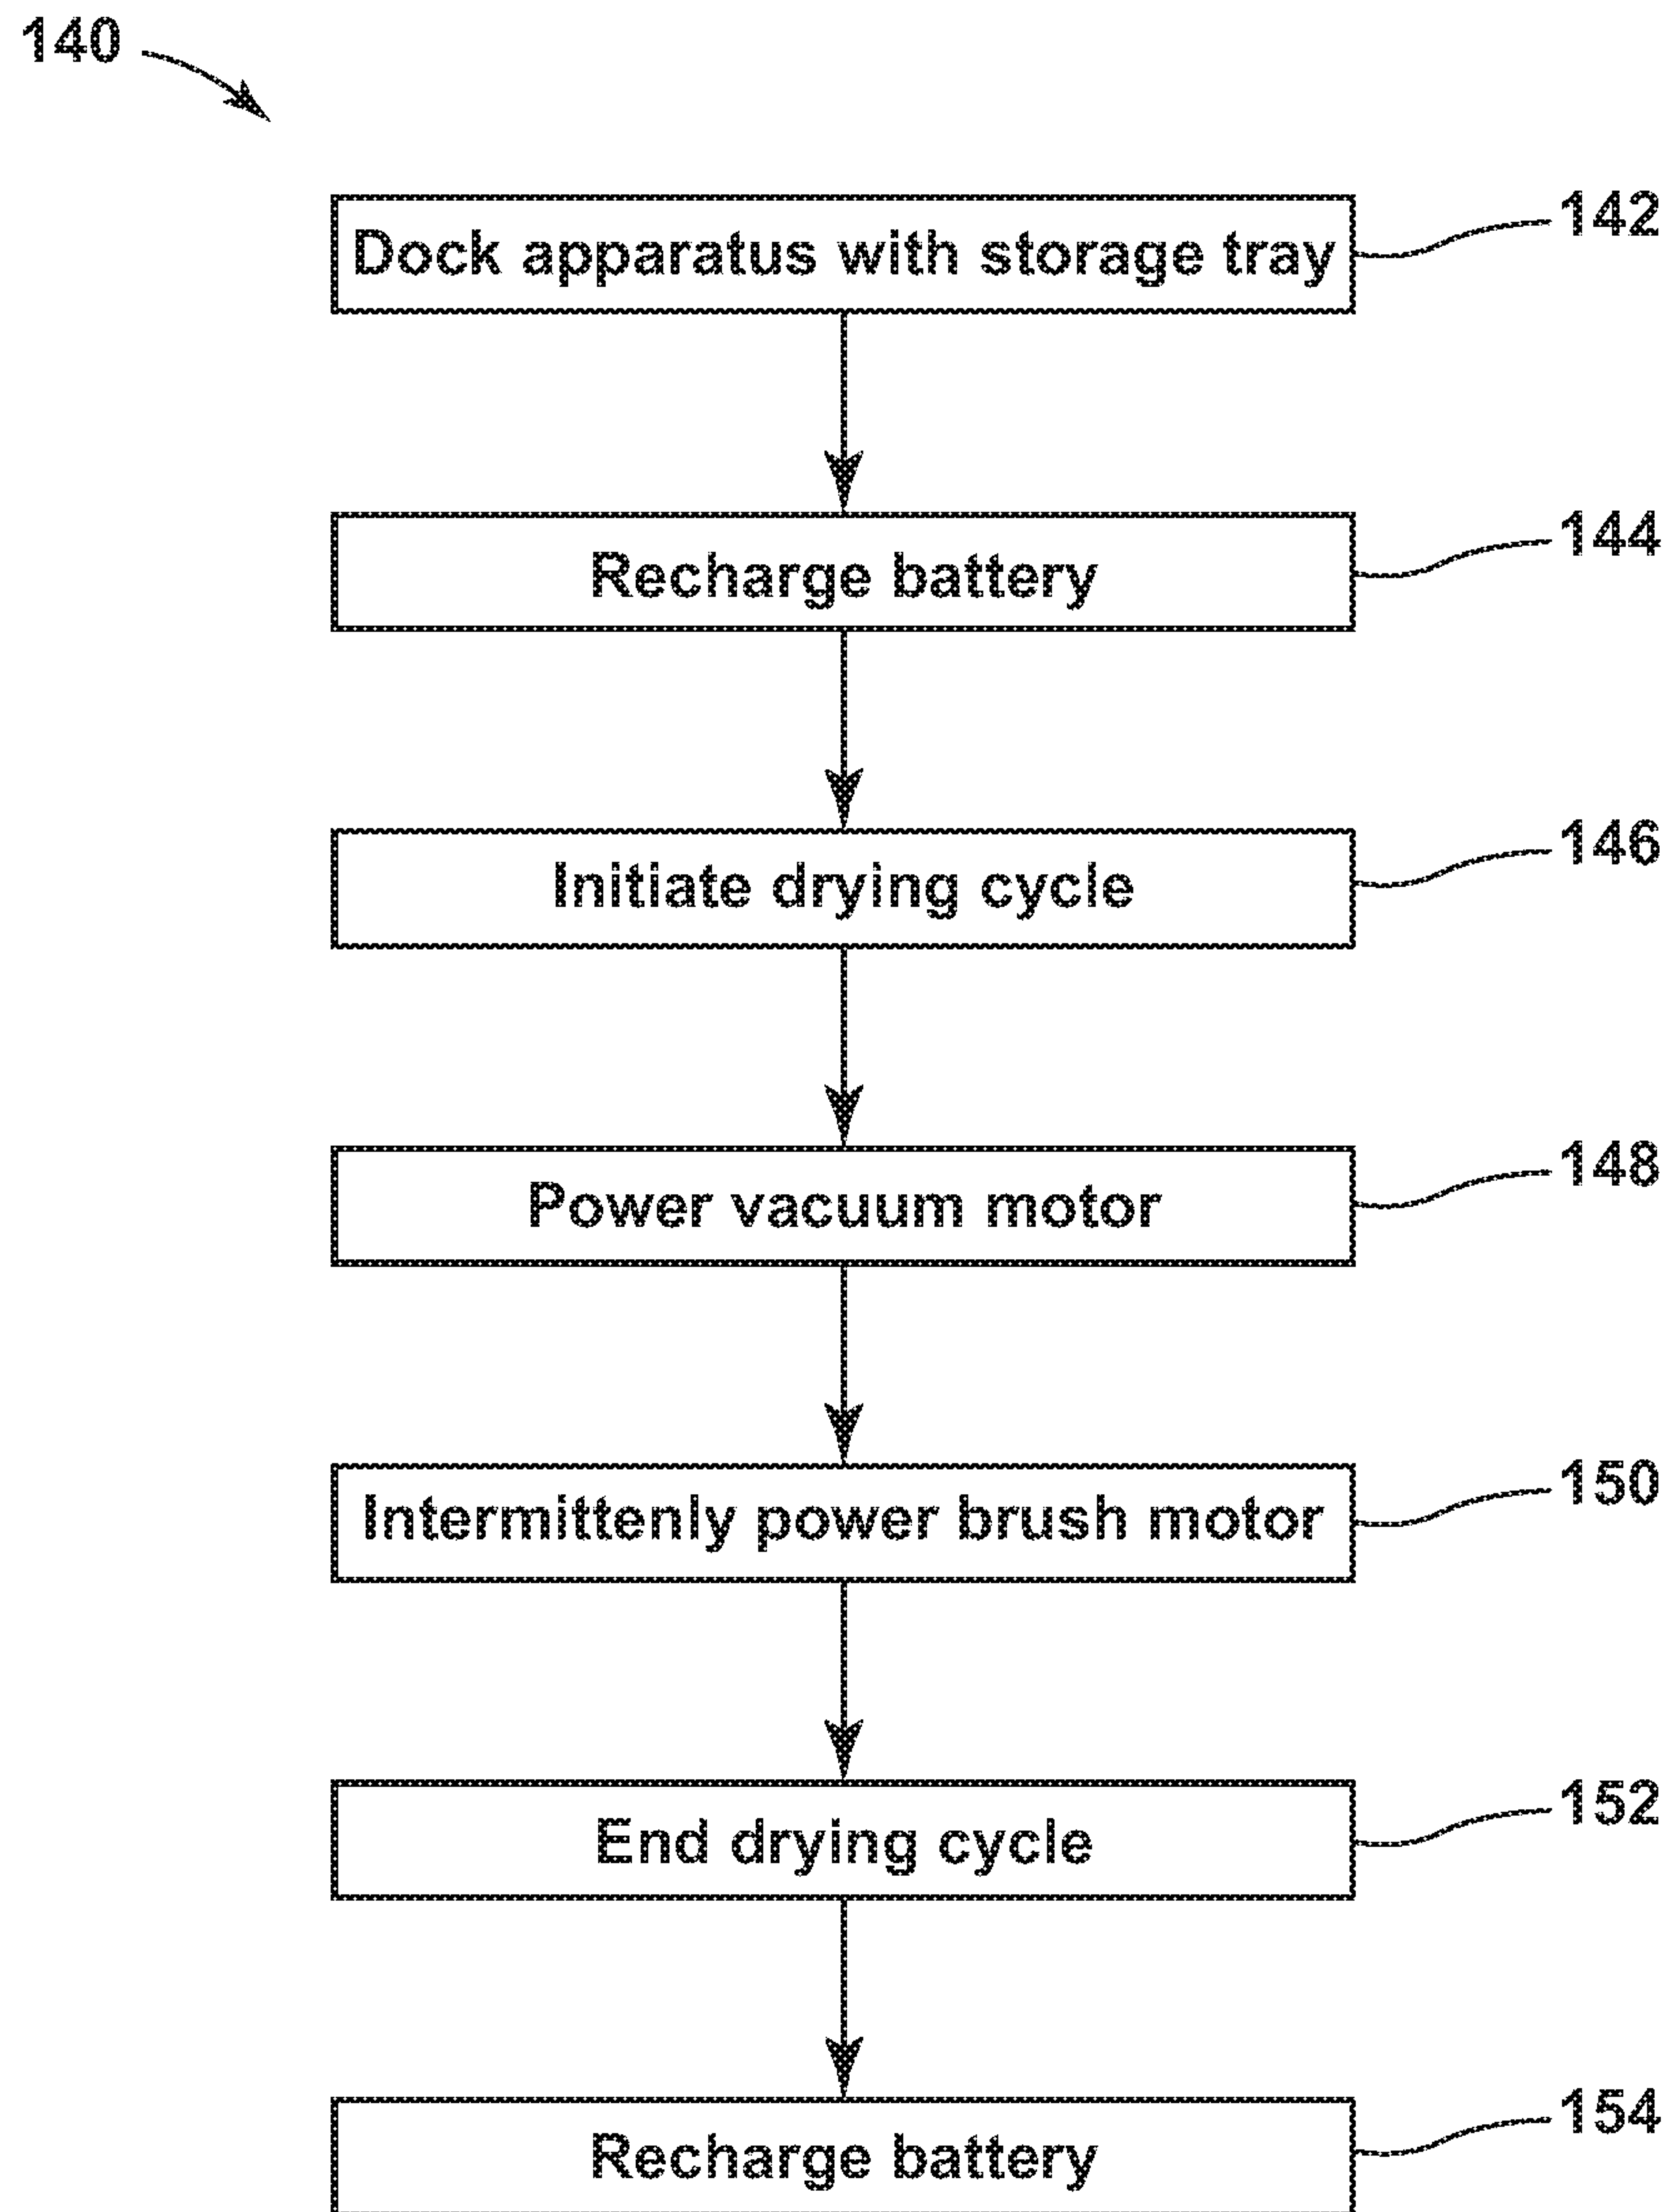 140
Dock apparatus with storage tray 142
Recharge battery 144
Initiate drying cycle 146
Power vacuum motor 148
Intermittenly power brush motor 150
End drying cycle 152
Recharge battery 154